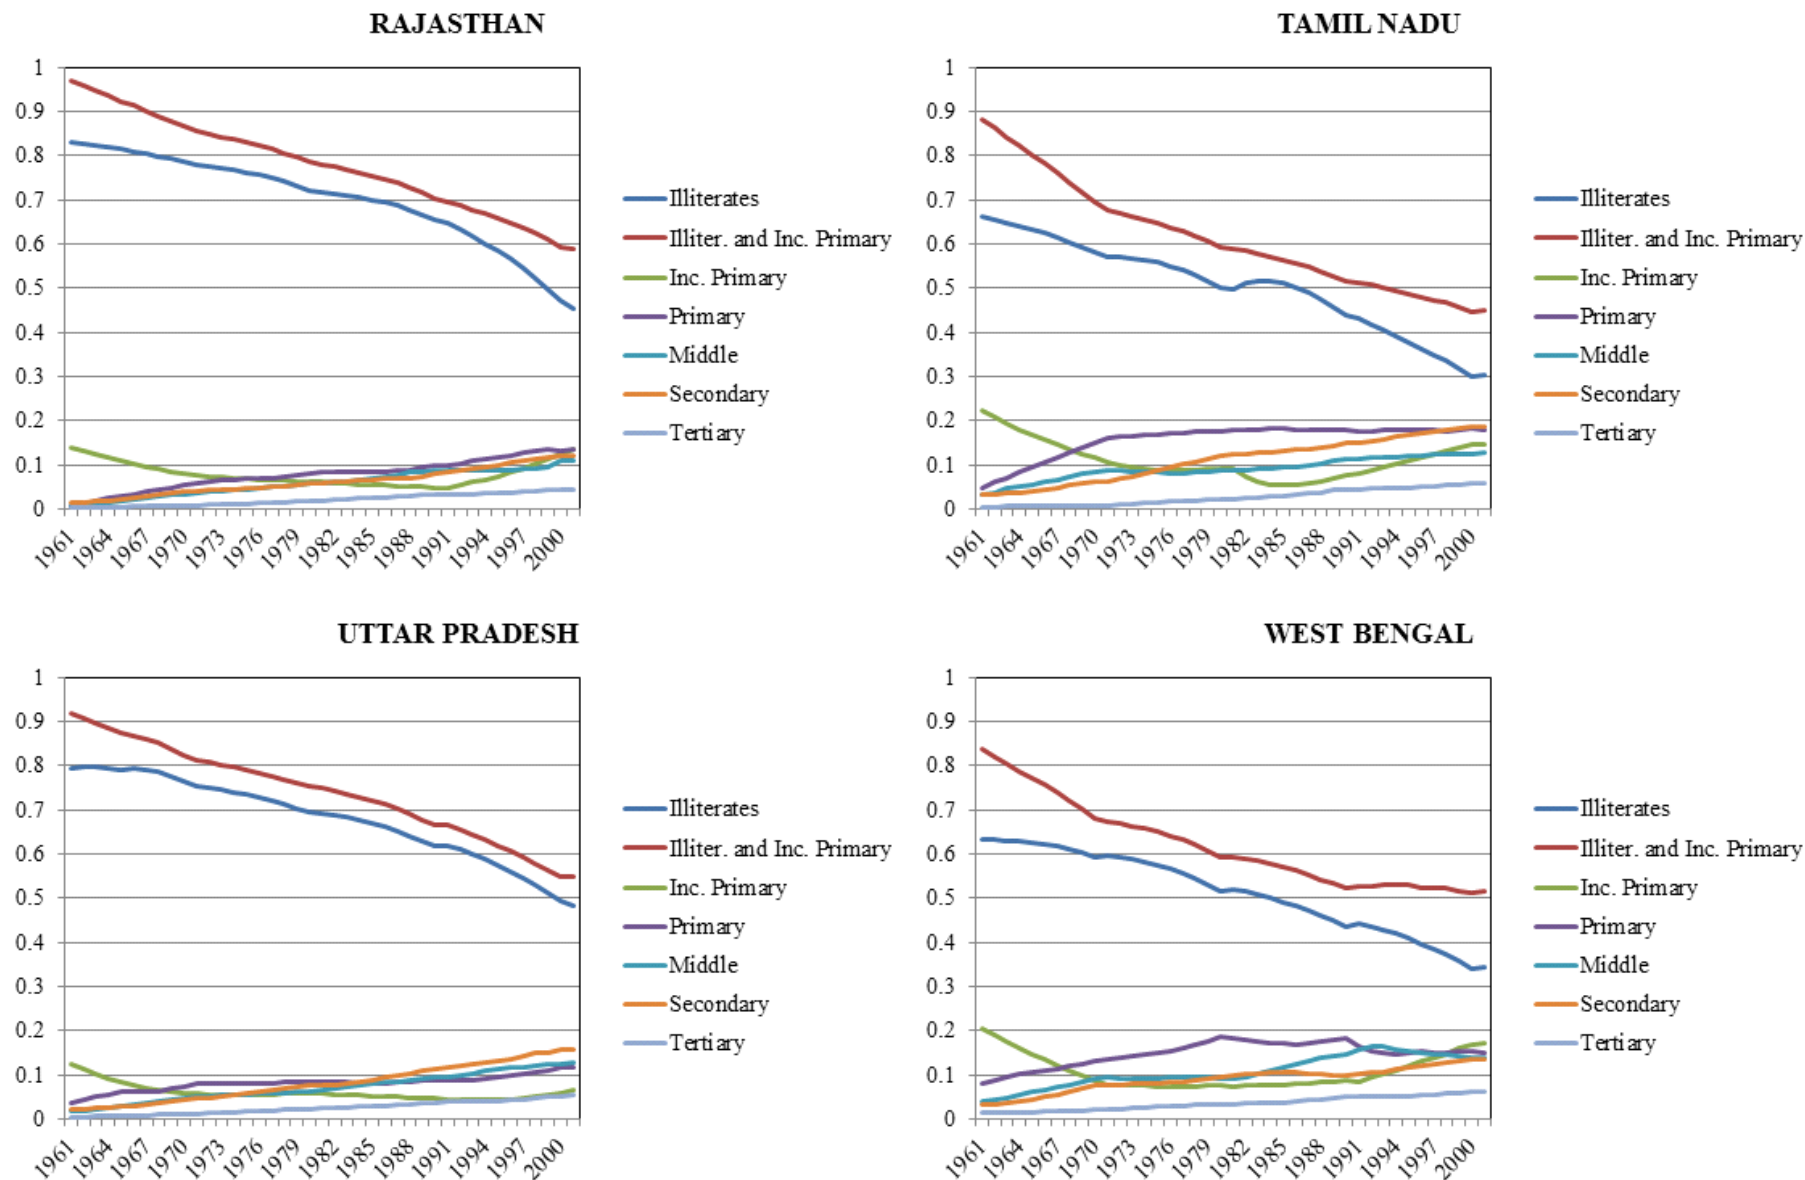 RAJASTHAN
1
0.9
0.8
0.7
0.6
0.5
0.4
0.3
0.2
0.1
0
1961 1964 1967 1970 1973 1976 1979 1982 1985 1988 1991 1994 1997 2000
Illiterates
Illiter. and Inc. Primary
Inc. Primary
Primary
Middle
Secondary
Tertiary
TAMIL NADU
1
0.9
0.8
0.7
0.6
0.5
0.4
0.3
0.2
0.1
0
1961 1964 1967 1970 1973 1976 1979 1982 1985 1988 1991 1994 1997 2000
Illiterates
Illiter. and Inc. Primary
Inc. Primary
Primary
Middle
Secondary
Tertiary
UTTAR PRADESH
1
0.9
0.8
0.7
0.6
0.5
0.4
0.3
0.2
0.1
0
1961 1964 1967 1970 1973 1976 1979 1982 1985 1988 1991 1994 1997 2000
Illiterates
Illiter. and Inc. Primary
Inc. Primary
Primary
Middle
Secondary
Tertiary
WEST BENGAL
1
0.9
0.8
0.7
0.6
0.5
0.4
0.3
0.2
0.1
0
1961 1964 1967 1970 1973 1976 1979 1982 1985 1988 1991 1994 1997 2000
Illiterates
Illiter. and Inc. Primary
Inc. Primary
Primary
Middle
Secondary
Tertiary